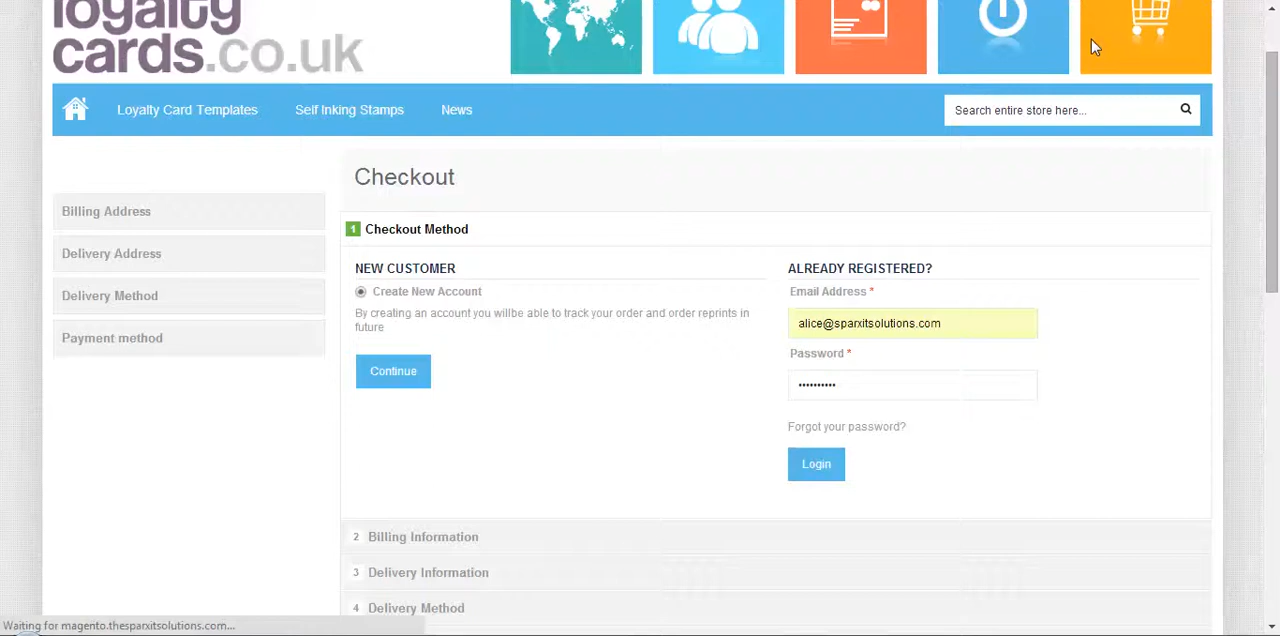 loyalty
cards.co.uk
Loyalty Card Templates
Self Inking Stamps
News
Search entire store here...
Checkout
Billing Address
Delivery Address
Delivery Method
Payment method
1 Checkout Method
NEW CUSTOMER
Create New Account
By creating an account you willbe able to track your order and order reprints in
future
Continue
ALREADY REGISTERED?
Email Address *
alice@sparxitsolutions.com
Password *
••••••••••
Forgot your password?
Login
2 Billing Information
3 Delivery Information
4 Delivery Method
Waiting for magento.thesparxitsolutions.com...